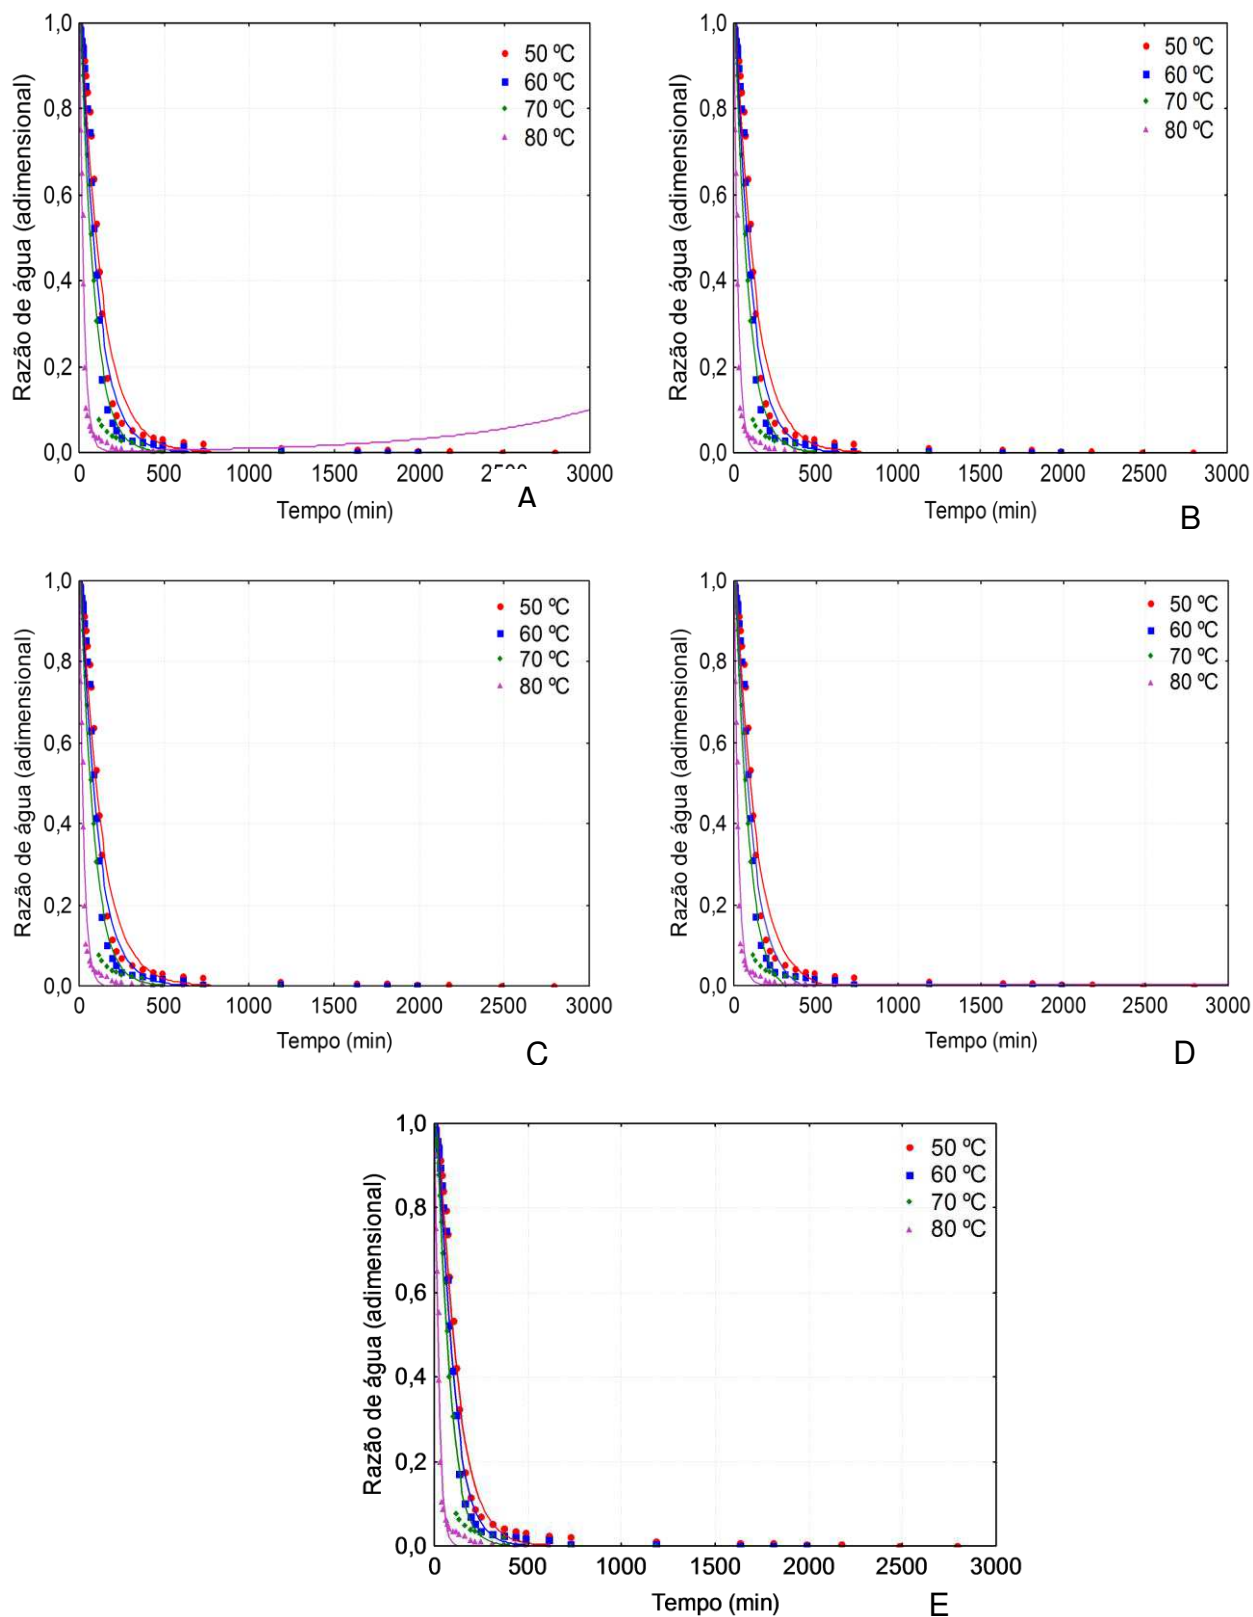 1,0
0,8
0,6
0,4
0,2
0,0
Razão de água (adimensional)
50 ºC
60 ºC
70 ºC
80 ºC
0 500 1000 1500 2000 2500 3000
Tempo (min)
A
1,0
0,8
0,6
0,4
0,2
0,0
Razão de água (adimensional)
50 ºC
60 ºC
70 ºC
80 ºC
0 500 1000 1500 2000 2500 3000
Tempo (min)
B
1,0
0,8
0,6
0,4
0,2
0,0
Razão de água (adimensional)
50 ºC
60 ºC
70 ºC
80 ºC
0 500 1000 1500 2000 2500 3000
Tempo (min)
C
1,0
0,8
0,6
0,4
0,2
0,0
Razão de água (adimensional)
50 ºC
60 ºC
70 ºC
80 ºC
0 500 1000 1500 2000 2500 3000
Tempo (min)
D
1,0
0,8
0,6
0,4
0,2
0,0
Razão de água (adimensional)
50 ºC
60 ºC
70 ºC
80 ºC
0 500 1000 1500 2000 2500 3000
Tempo (min)
E